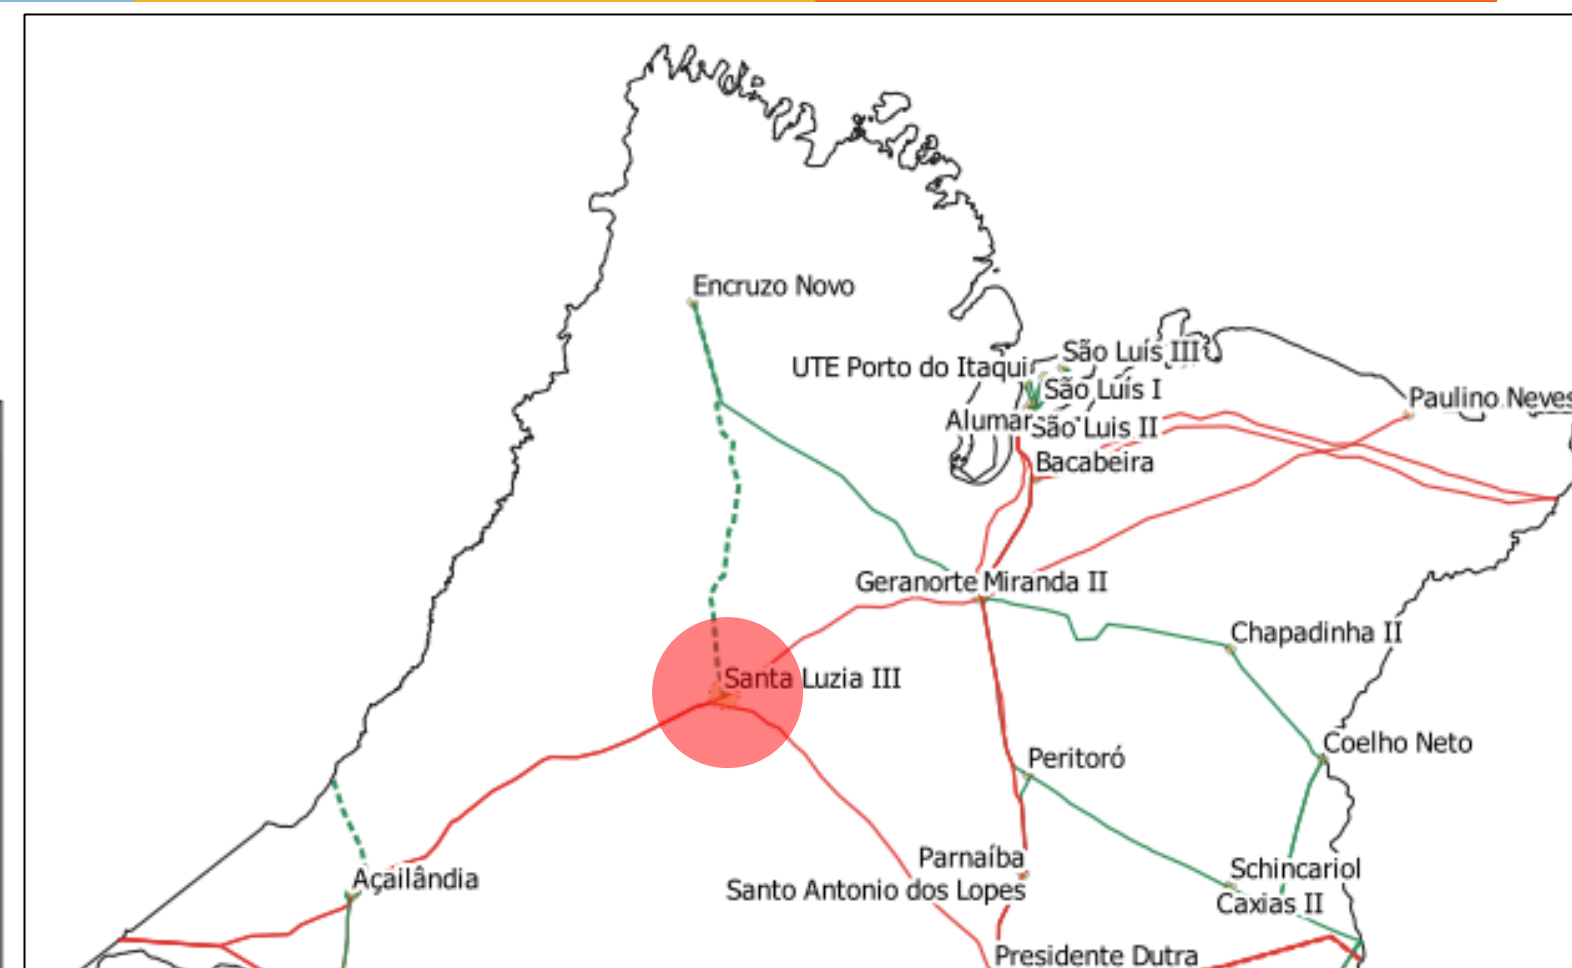 Encruzo Novo
São Luís III
UTE Porto do Itaqui
São Luís I
Paulino Neves
Alumar
São Luis II
Bacabeira
Geranorte Miranda II
Chapadinha II
Santa Luzia III
Coelho Neto
Peritoró
Parnaíba
Schincariol
Açailândia
Santo Antonio dos Lopes
Caxias II
Presidente Dutra